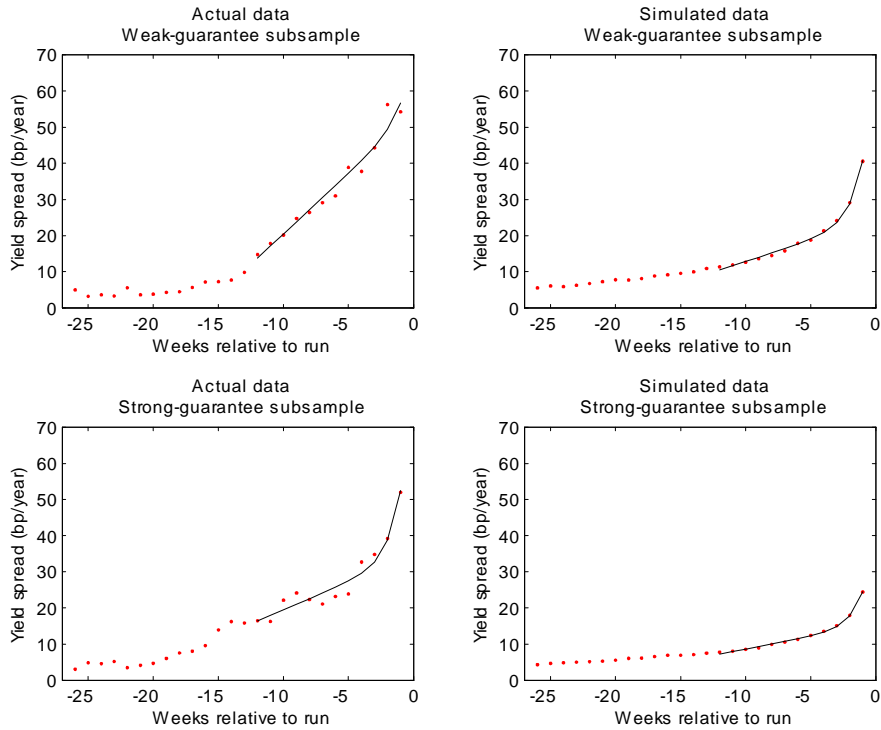 Actual data
Weak-guarantee subsample
70
60
50
40
30
20
10
0
Yield spread (bp/year)
-25 -20 -15 -10 -5 0
Weeks relative to run
Simulated data
Weak-guarantee subsample
70
60
50
40
30
20
10
0
Yield spread (bp/year)
-25 -20 -15 -10 -5 0
Weeks relative to run
Actual data
Strong-guarantee subsample
70
60
50
40
30
20
10
0
Yield spread (bp/year)
-25 -20 -15 -10 -5 0
Weeks relative to run
Simulated data
Strong-guarantee subsample
70
60
50
40
30
20
10
0
Yield spread (bp/year)
-25 -20 -15 -10 -5 0
Weeks relative to run